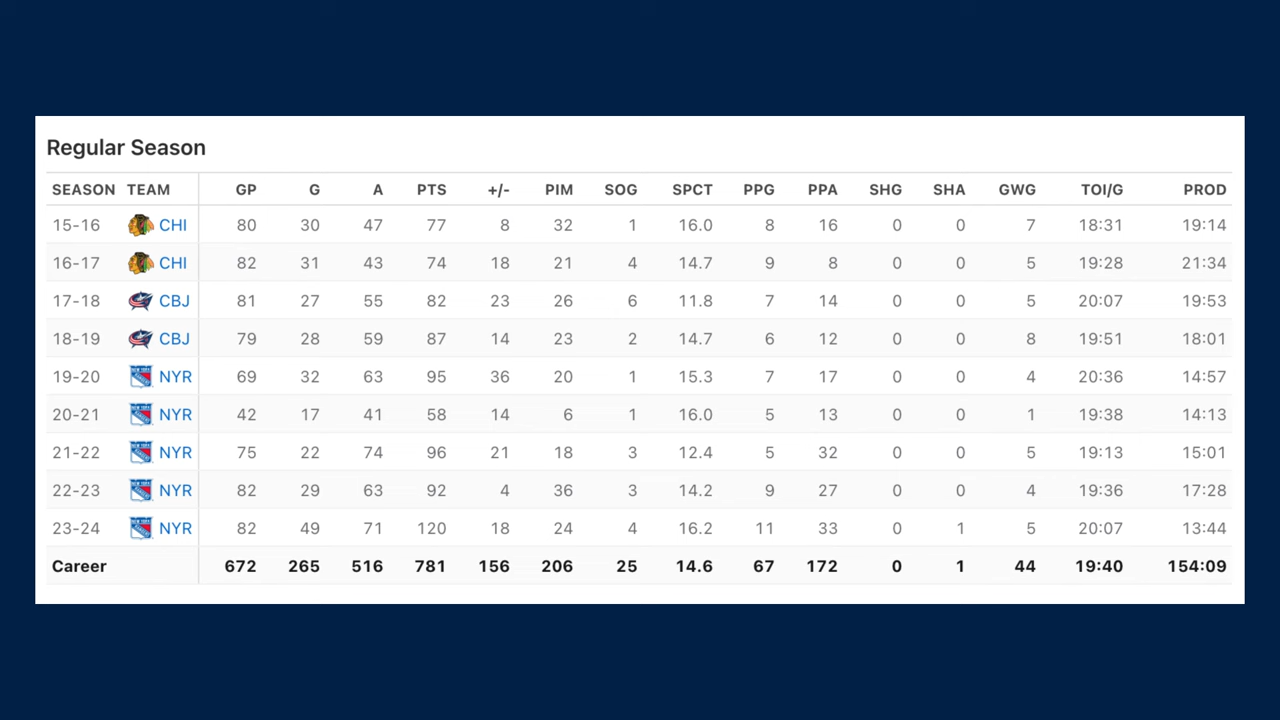 Regular Season
SEASON TEAM GP G A PTS +/- PIM SOG SPCT PPG PPA SHG SHA GWG TOI/G PROD
15-16 CHI 80 30 47 77 8 32 1 16.0 8 16 0 0 7 18:31 19:14
16-17 CHI 82 31 43 74 18 21 4 14.7 9 8 0 0 5 19:28 21:34
17-18 CBJ 81 27 55 82 23 26 6 11.8 7 14 0 0 5 20:07 19:53
18-19 CBJ 79 28 59 87 14 23 2 14.7 6 12 0 0 8 19:51 18:01
19-20 NYR 69 32 63 95 36 20 1 15.3 7 17 0 0 4 20:36 14:57
20-21 NYR 42 17 41 58 14 6 1 16.0 5 13 0 0 1 19:38 14:13
21-22 NYR 75 22 74 96 21 18 3 12.4 5 32 0 0 5 19:13 15:01
22-23 NYR 82 29 63 92 4 36 3 14.2 9 27 0 0 4 19:36 17:28
23-24 NYR 82 49 71 120 18 24 4 16.2 11 33 0 1 5 20:07 13:44
Career 672 265 516 781 156 206 25 14.6 67 172 0 1 44 19:40 154:09